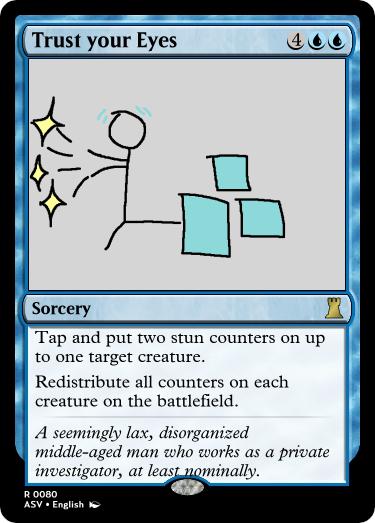 Trust your Eyes 4
Sorcery
Tap and put two stun counters on up
to one target creature.
Redistribute all counters on each
creature on the battlefield.
A seemingly lax, disorganized
middle-aged man who works as a private
investigator, at least nominally.
R 0080
ASV • English